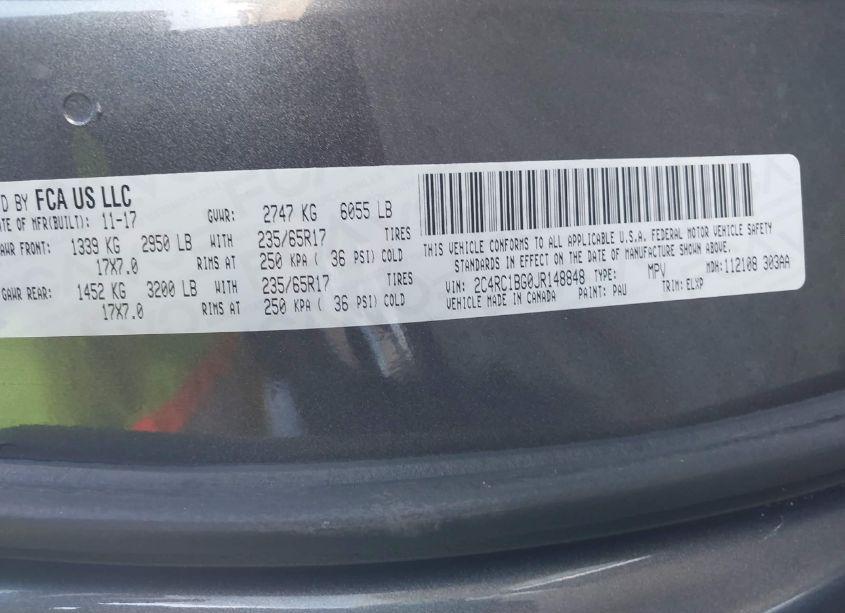 D BY FCA US LLC
ATE OF MFR(BUILT): 11-17 GVWR: 2747 KG 6055 LB
GAWR FRONT: 1339 KG 2950 LB WITH 235/65R17 TIRES
17X7.0 RIMS AT 250 KPA ( 36 PSI) COLD
GAWR REAR: 1452 KG 3200 LB WITH 235/65R17 TIRES
17X7.0 RIMS AT 250 KPA ( 36 PSI) COLD
THIS VEHICLE CONFORMS TO ALL APPLICABLE U.S.A. FEDERAL MOTOR VEHICLE SAFETY
STANDARDS IN EFFECT ON THE DATE OF MANUFACTURE SHOWN ABOVE.
VIN: 2C4RC1BG0JR148848 TYPE: MPV MDH: 112108 303AA
VEHICLE MADE IN CANADA PAINT: PAU TRIM: ELXP